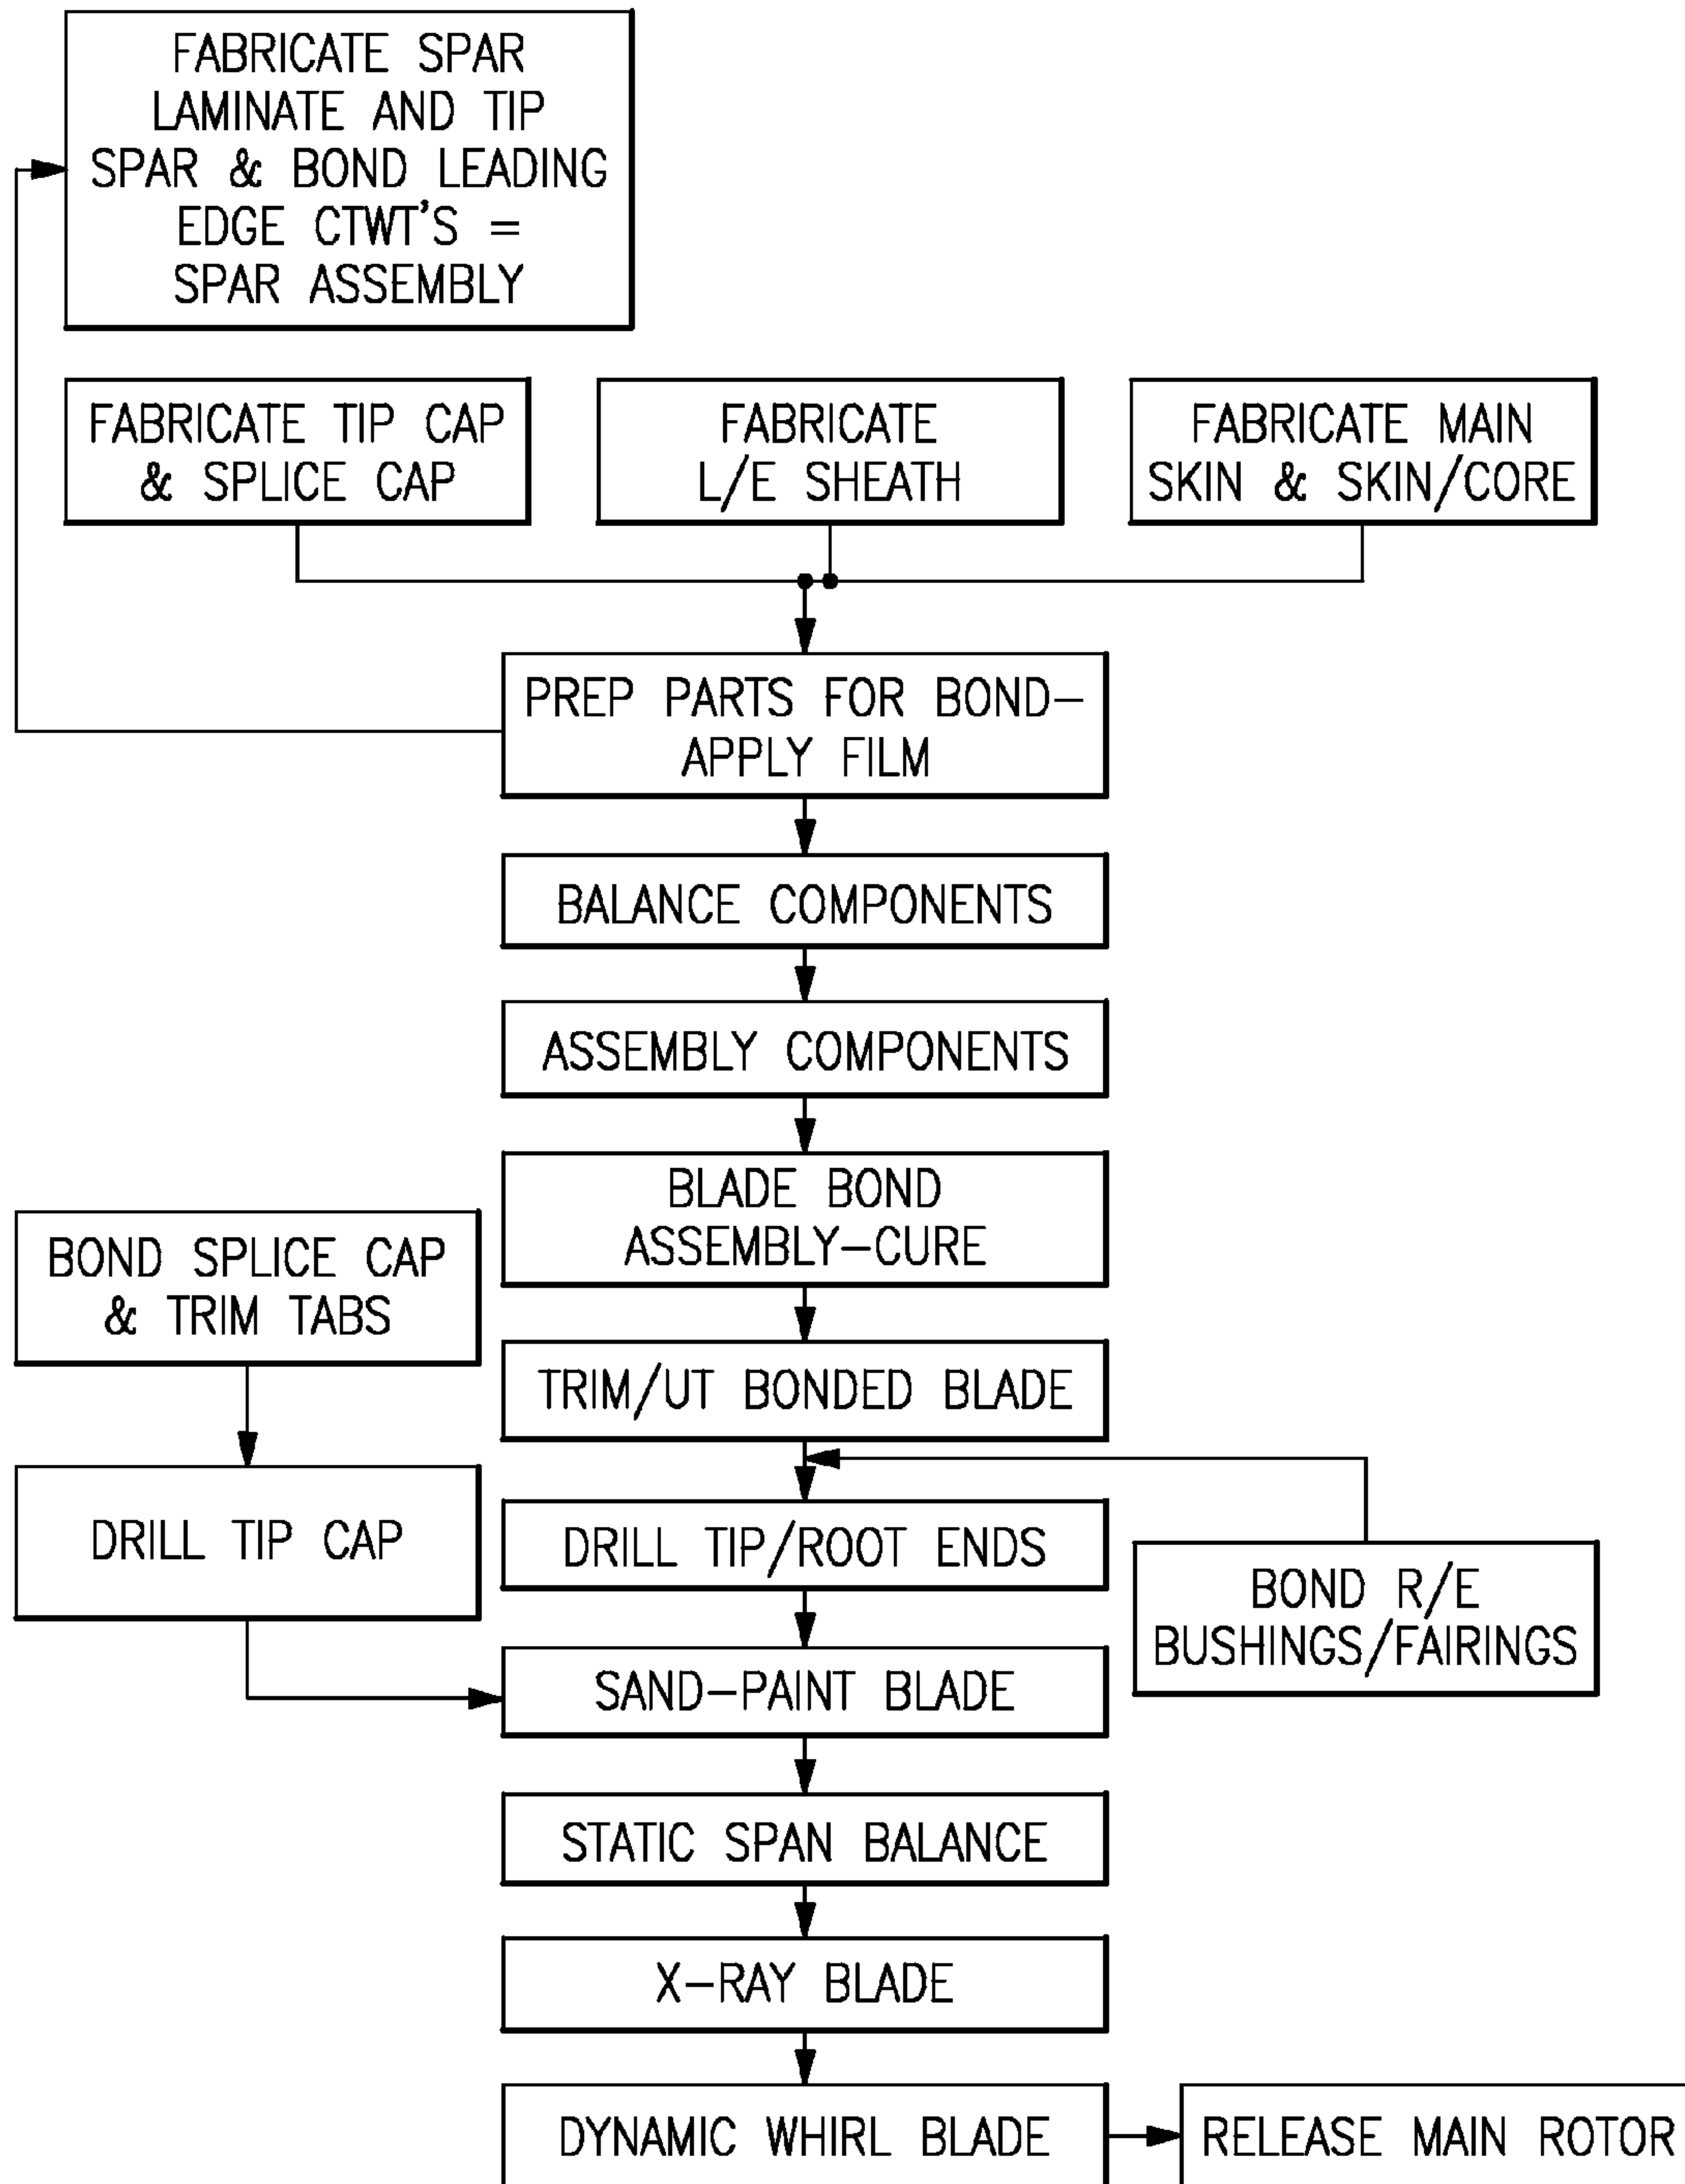 FABRICATE SPAR
LAMINATE AND TIP
SPAR & BOND LEADING
EDGE CTWT'S =
SPAR ASSEMBLY
FABRICATE TIP CAP
& SPLICE CAP
FABRICATE
L/E SHEATH
FABRICATE MAIN
SKIN & SKIN/CORE
PREP PARTS FOR BOND-
APPLY FILM
BALANCE COMPONENTS
ASSEMBLY COMPONENTS
BLADE BOND
ASSEMBLY-CURE
BOND SPLICE CAP
& TRIM TABS
TRIM/UT BONDED BLADE
DRILL TIP CAP
DRILL TIP/ROOT ENDS
BOND R/E
BUSHINGS/FAIRINGS
SAND-PAINT BLADE
STATIC SPAN BALANCE
X-RAY BLADE
DYNAMIC WHIRL BLADE
RELEASE MAIN ROTOR